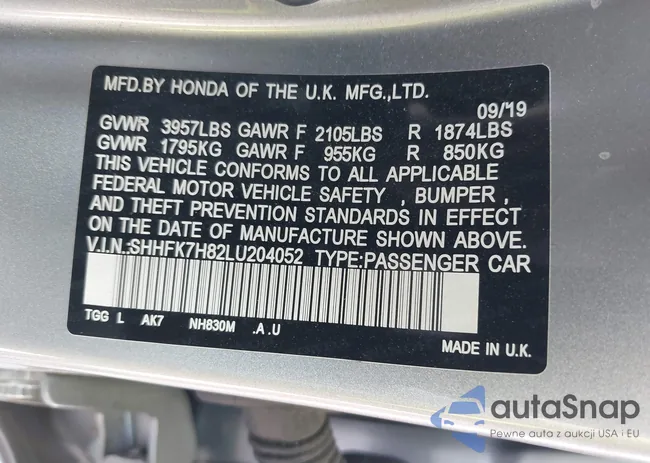 MFD.BY HONDA OF THE U.K. MFG.,LTD.
09/19
GVWR 3957LBS GAWR F 2105LBS R 1874LBS
GVWR 1795KG GAWR F 955KG R 850KG
THIS VEHICLE CONFORMS TO ALL APPLICABLE
FEDERAL MOTOR VEHICLE SAFETY , BUMPER ,
AND THEFT PREVENTION STANDARDS IN EFFECT
ON THE DATE OF MANUFACTURE SHOWN ABOVE.
V.I.N.:SHHFK7H82LU204052 TYPE:PASSENGER CAR
TGG L AK7 NH830M .A.U
MADE IN U.K.
autaSnap
Pewne auta z aukcji USA i EU